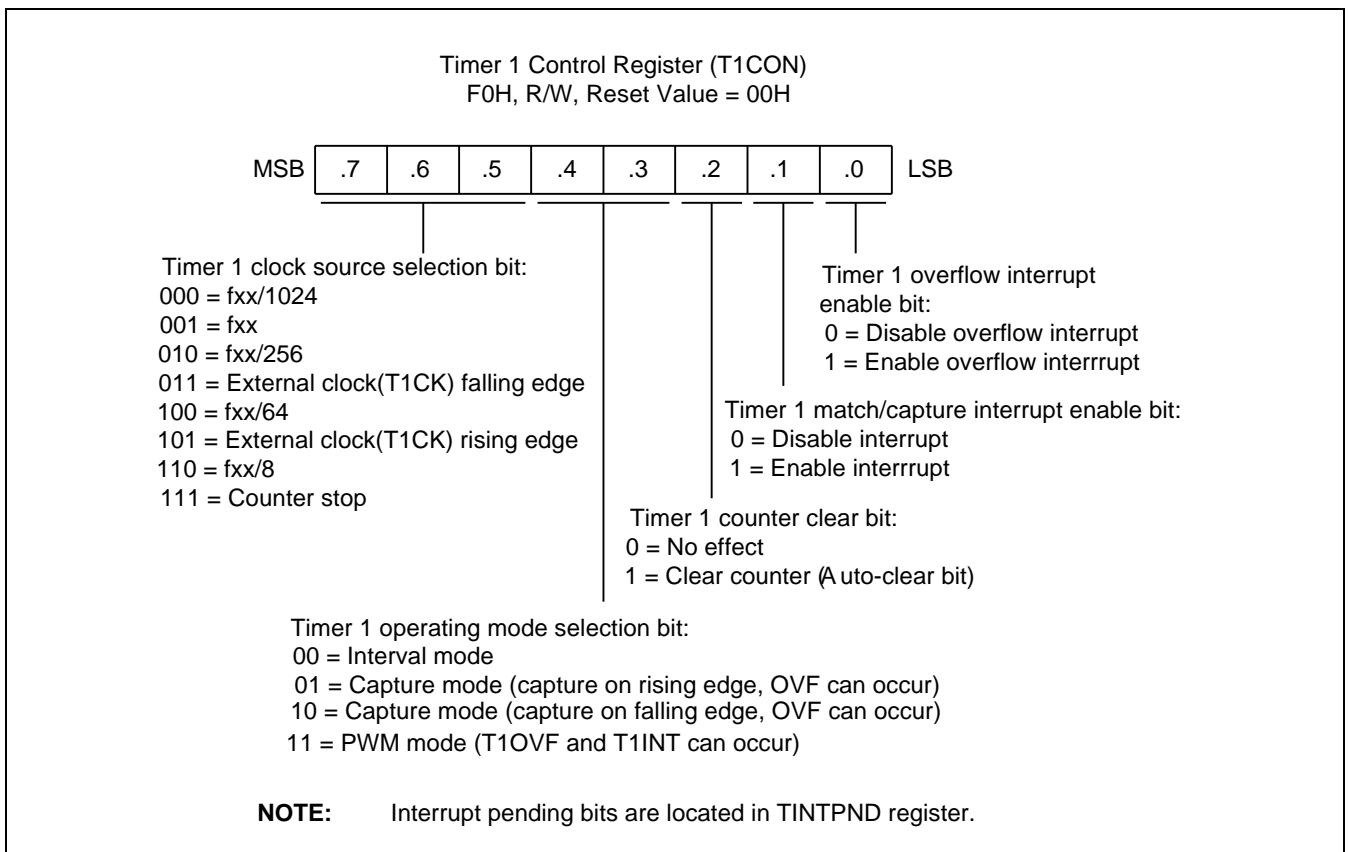 Timer 1 Control Register (T1CON)
F0H, R/W, Reset Value = 00H
MSB .7 .6 .5 .4 .3 .2 .1 .0 LSB
Timer 1 clock source selection bit:
000 = fxx/1024
001 = fxx
010 = fxx/256
011 = External clock(T1CK) falling edge
100 = fxx/64
101 = External clock(T1CK) rising edge
110 = fxx/8
111 = Counter stop
Timer 1 overflow interrupt
enable bit:
0 = Disable overflow interrupt
1 = Enable overflow interrrupt
Timer 1 match/capture interrupt enable bit:
0 = Disable interrupt
1 = Enable interrrupt
Timer 1 counter clear bit:
0 = No effect
1 = Clear counter (Auto-clear bit)
Timer 1 operating mode selection bit:
00 = Interval mode
01 = Capture mode (capture on rising edge, OVF can occur)
10 = Capture mode (capture on falling edge, OVF can occur)
11 = PWM mode (T1OVF and T1INT can occur)
NOTE: Interrupt pending bits are located in TINTPND register.